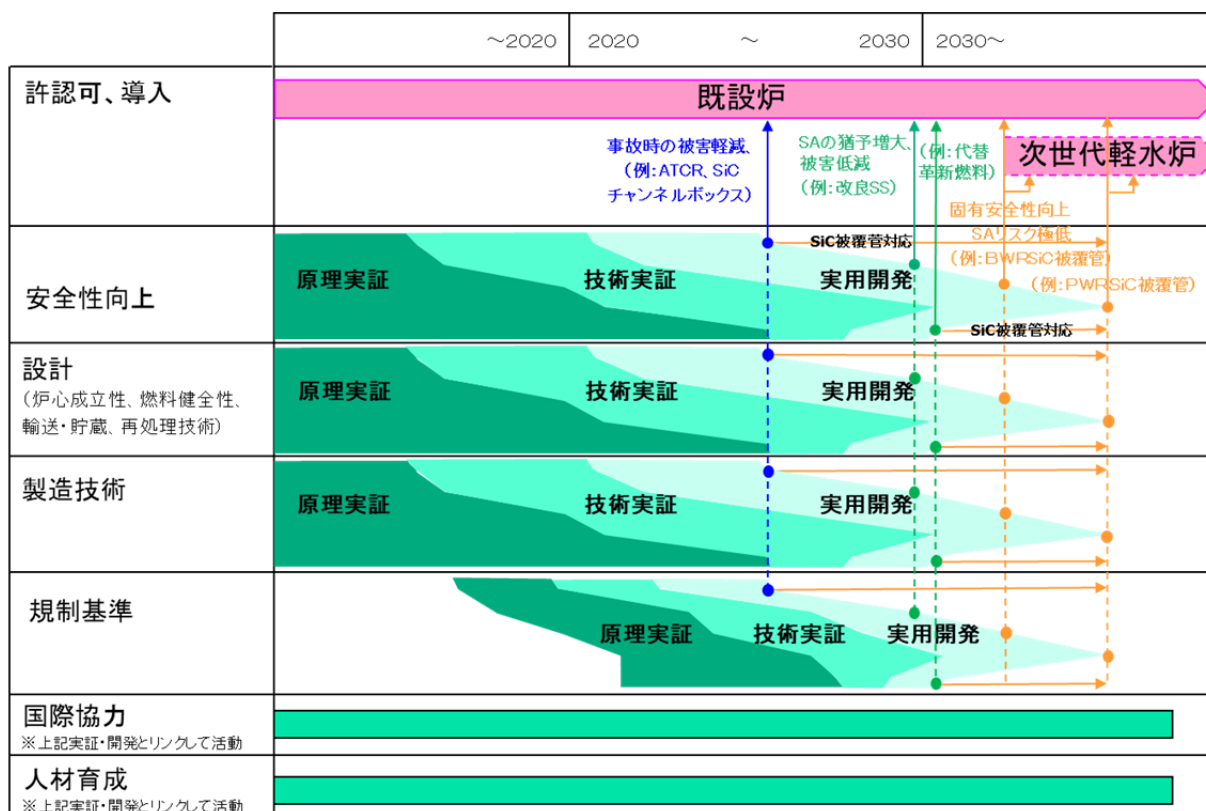 ～2020 2020 ～ 2030 2030～
許認可、導入
既設炉
事故時の被害軽減、
（例：ATCR、SiC
チャンネルボックス）
SAの猶予増大、
被害低減
（例：改良SS）
（例：代替
革新燃料）
次世代軽水炉
固有安全性向上
SAリスク極低
（例：BWRSiC被覆管）
（例：PWRSiC被覆管）
安全性向上
原理実証 技術実証 実用開発
SiC被覆管対応
SiC被覆管対応
設計
（炉心成立性、燃料健全性、
輸送・貯蔵、再処理技術）
原理実証 技術実証 実用開発
製造技術
原理実証 技術実証 実用開発
規制基準
原理実証 技術実証 実用開発
国際協力
※上記実証・開発とリンクして活動
人材育成
※上記実証・開発とリンクして活動